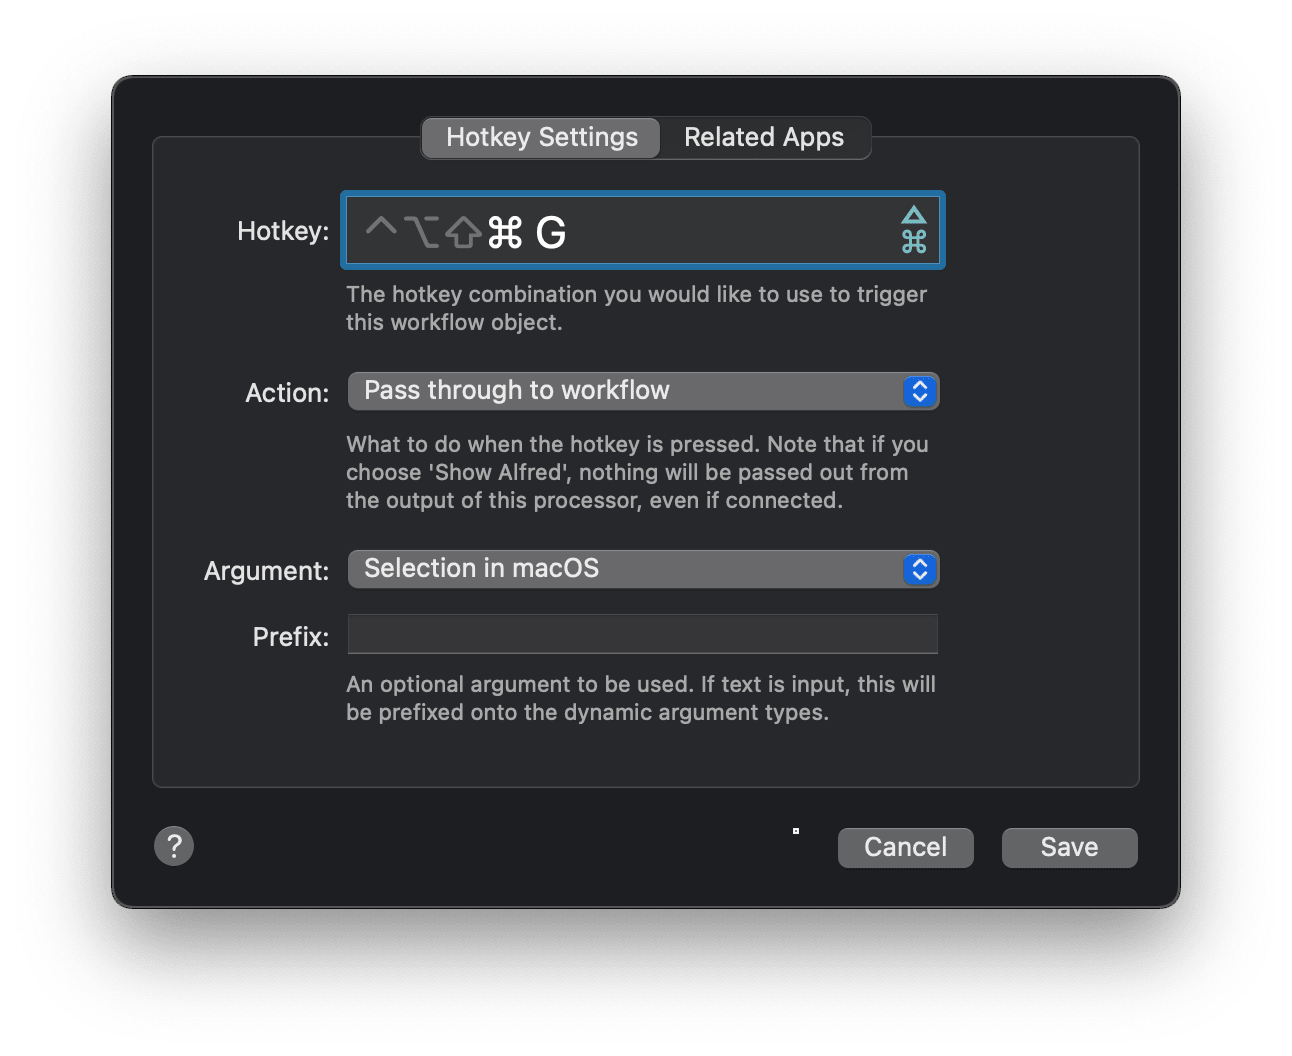 Hotkey Settings Related Apps
Hotkey: ⌃⌥⇧⌘ G
The hotkey combination you would like to use to trigger
this workflow object.
Action: Pass through to workflow
What to do when the hotkey is pressed. Note that if you
choose 'Show Alfred', nothing will be passed out from
the output of this processor, even if connected.
Argument: Selection in macOS
Prefix:
An optional argument to be used. If text is input, this will
be prefixed onto the dynamic argument types.
? Cancel Save